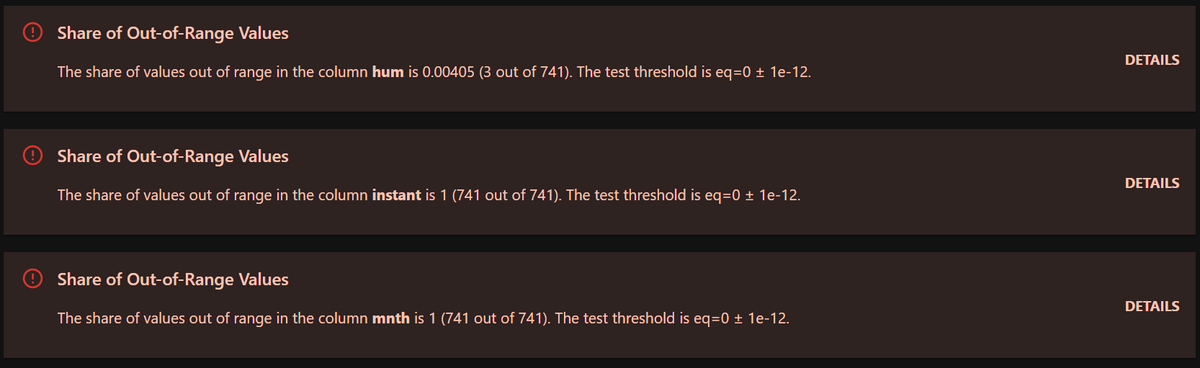 Share of Out-of-Range Values
DETAILS
The share of values out of range in the column hum is 0.00405 (3 out of 741). The test threshold is eq=0 ± 1e-12.
Share of Out-of-Range Values
DETAILS
The share of values out of range in the column instant is 1 (741 out of 741). The test threshold is eq=0 ± 1e-12.
Share of Out-of-Range Values
DETAILS
The share of values out of range in the column mnth is 1 (741 out of 741). The test threshold is eq=0 ± 1e-12.